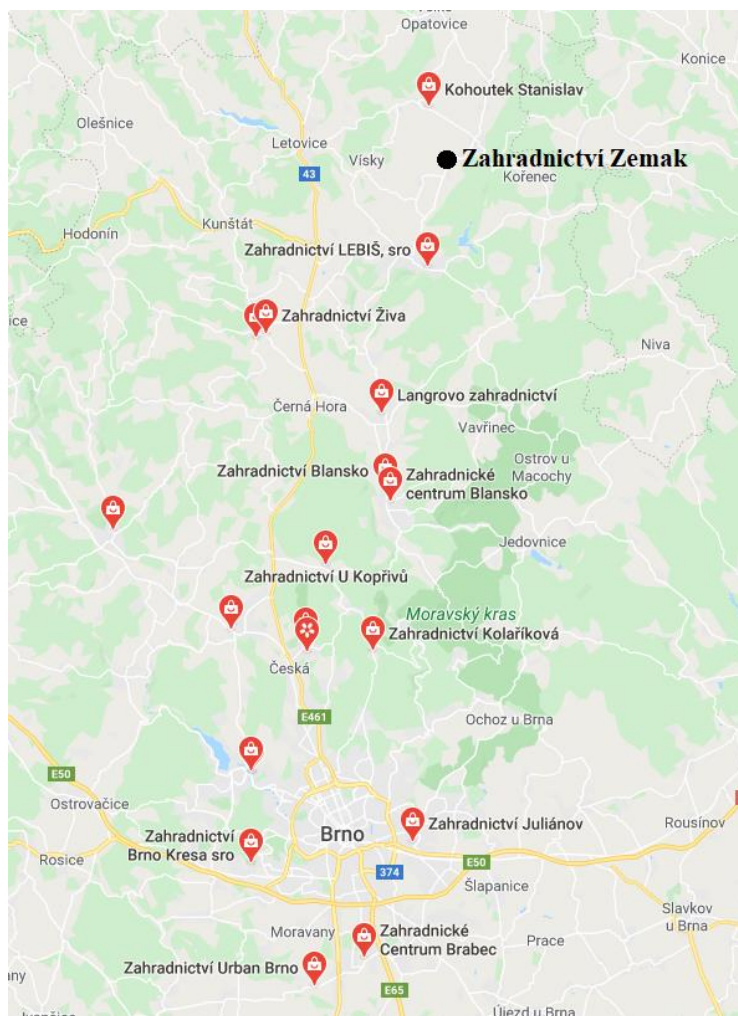 Opatovice
Konice
Kohoutek Stanislav
Olešnice
Letovice
Vísky
Zahradnictví Zemak
43
Kořenec
Kunštát
Hodonín
Zahradnictví LEBIŠ, sro
ice
Zahradnictví Živa
Niva
Langrovo zahradnictví
Černá Hora
Vavřinec
Zahradnictví Blansko
Zahradnické
centrum Blansko
Ostrov u
Macochy
Jedovnice
Zahradnictví U Kopřivů
Moravský kras
Zahradnictví Kolaříková
Česká
E461
Ochoz u Brna
E50
Ostrovačice
Zahradnictví Juliánov
Rousínov
Zahradnictví
Brno Kresa sro
Brno
Rosice
E50
374
Šlapanice
Slavkov
u Brna
Moravany
Zahradnické
Centrum Brabec
Prace
Zahradnictví Urban Brno
any
E65
Újezd u Brna